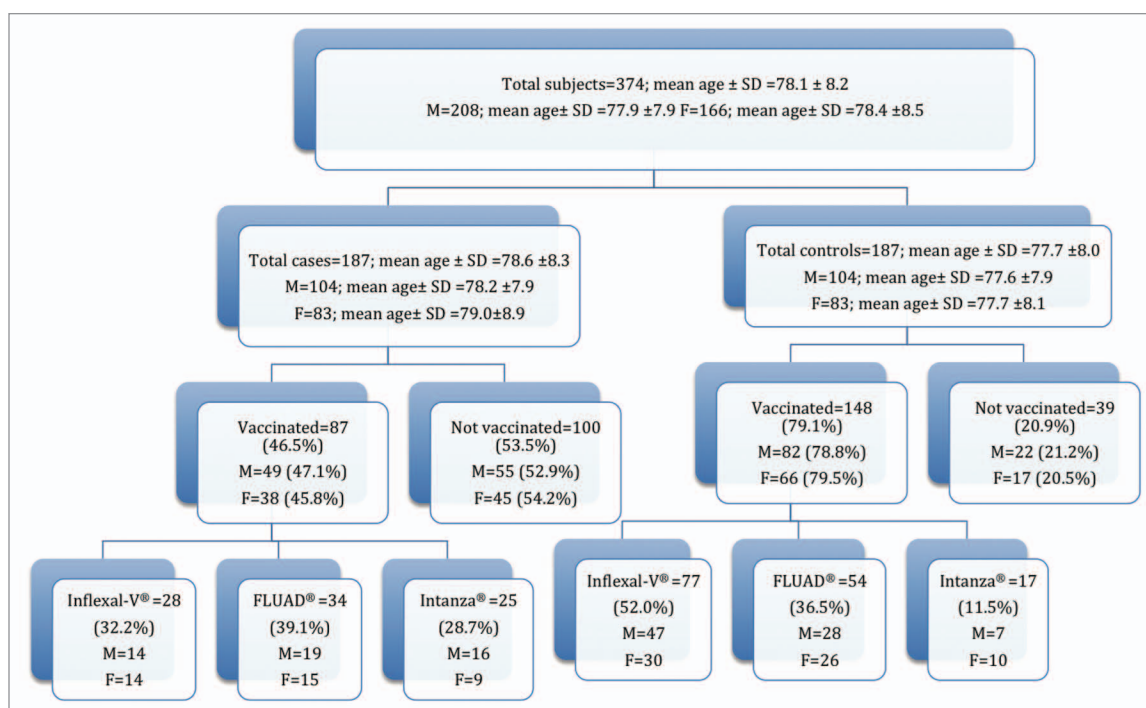 Total subjects=374; mean age ± SD =78.1 ± 8.2
M=208; mean age± SD =77.9 ±7.9 F=166; mean age± SD =78.4 ±8.5
Total cases=187; mean age ± SD =78.6 ±8.3
M=104; mean age± SD =78.2 ±7.9
F=83; mean age± SD =79.0±8.9
Total controls=187; mean age ± SD =77.7 ±8.0
M=104; mean age± SD =77.6 ±7.9
F=83; mean age± SD =77.7 ±8.1
Vaccinated=87
(46.5%)
M=49 (47.1%)
F=38 (45.8%)
Not vaccinated=100
(53.5%)
M=55 (52.9%)
F=45 (54.2%)
Vaccinated=148
(79.1%)
M=82 (78.8%)
F=66 (79.5%)
Not vaccinated=39
(20.9%)
M=22 (21.2%)
F=17 (20.5%)
Inflexal-V®=28
(32.2%)
M=14
F=14
FLUAD®=34
(39.1%)
M=19
F=15
Intanza®=25
(28.7%)
M=16
F=9
Inflexal-V®=77
(52.0%)
M=47
F=30
FLUAD®=54
(36.5%)
M=28
F=26
Intanza®=17
(11.5%)
M=7
F=10